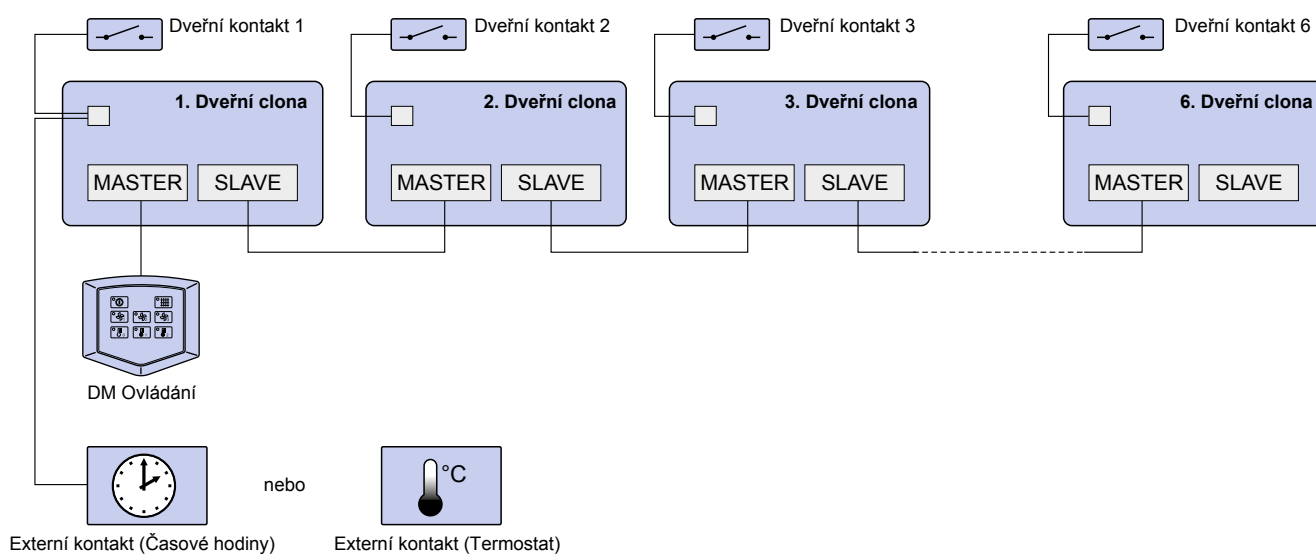 Dveřní kontakt 1
Dveřní kontakt 2
Dveřní kontakt 3
Dveřní kontakt 6
1. Dveřní clona
2. Dveřní clona
3. Dveřní clona
6. Dveřní clona
MASTER
SLAVE
MASTER
SLAVE
MASTER
SLAVE
MASTER
SLAVE
DM Ovládání
nebo
°C
Externí kontakt (Časové hodiny)
Externí kontakt (Termostat)